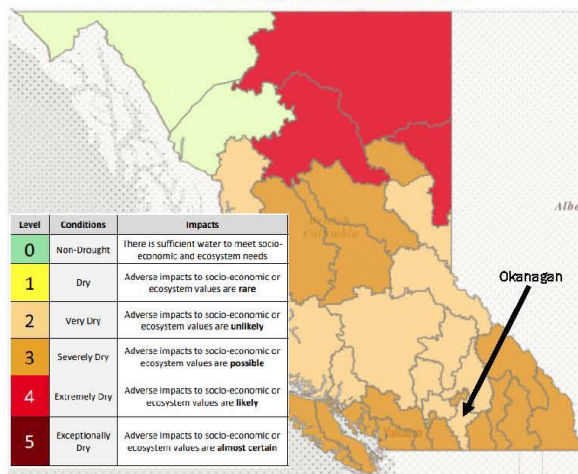 Albe
British
Columbia
Okanagan
Vancouver
Level Conditions Impacts
0 Non-Drought There is sufficient water to meet socio-
economic and ecosystem needs
1 Dry Adverse impacts to socio-economic or
ecosystem values are rare
2 Very Dry Adverse impacts to socio-economic or
ecosystem values are unlikely
3 Severely Dry Adverse impacts to socio-economic or
ecosystem values are possible
4 Extremely Dry Adverse impacts to socio-economic or
ecosystem values are likely
5 Exceptionally
Dry Adverse impacts to socio-economic or
ecosystem values are almost certain